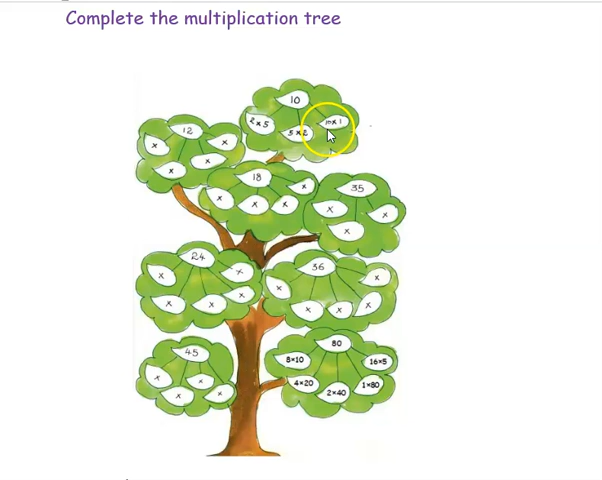 Complete the multiplication tree
10
2 x 5
5 x 2
10 x 1
12
x
x
x
x
18
x
x
x
x
35
x
x
x
24
x
x
x
x
x
36
x
x
x
x
x
45
x
x
x
x
80
8×10
16×5
4×20
2×40
1×80